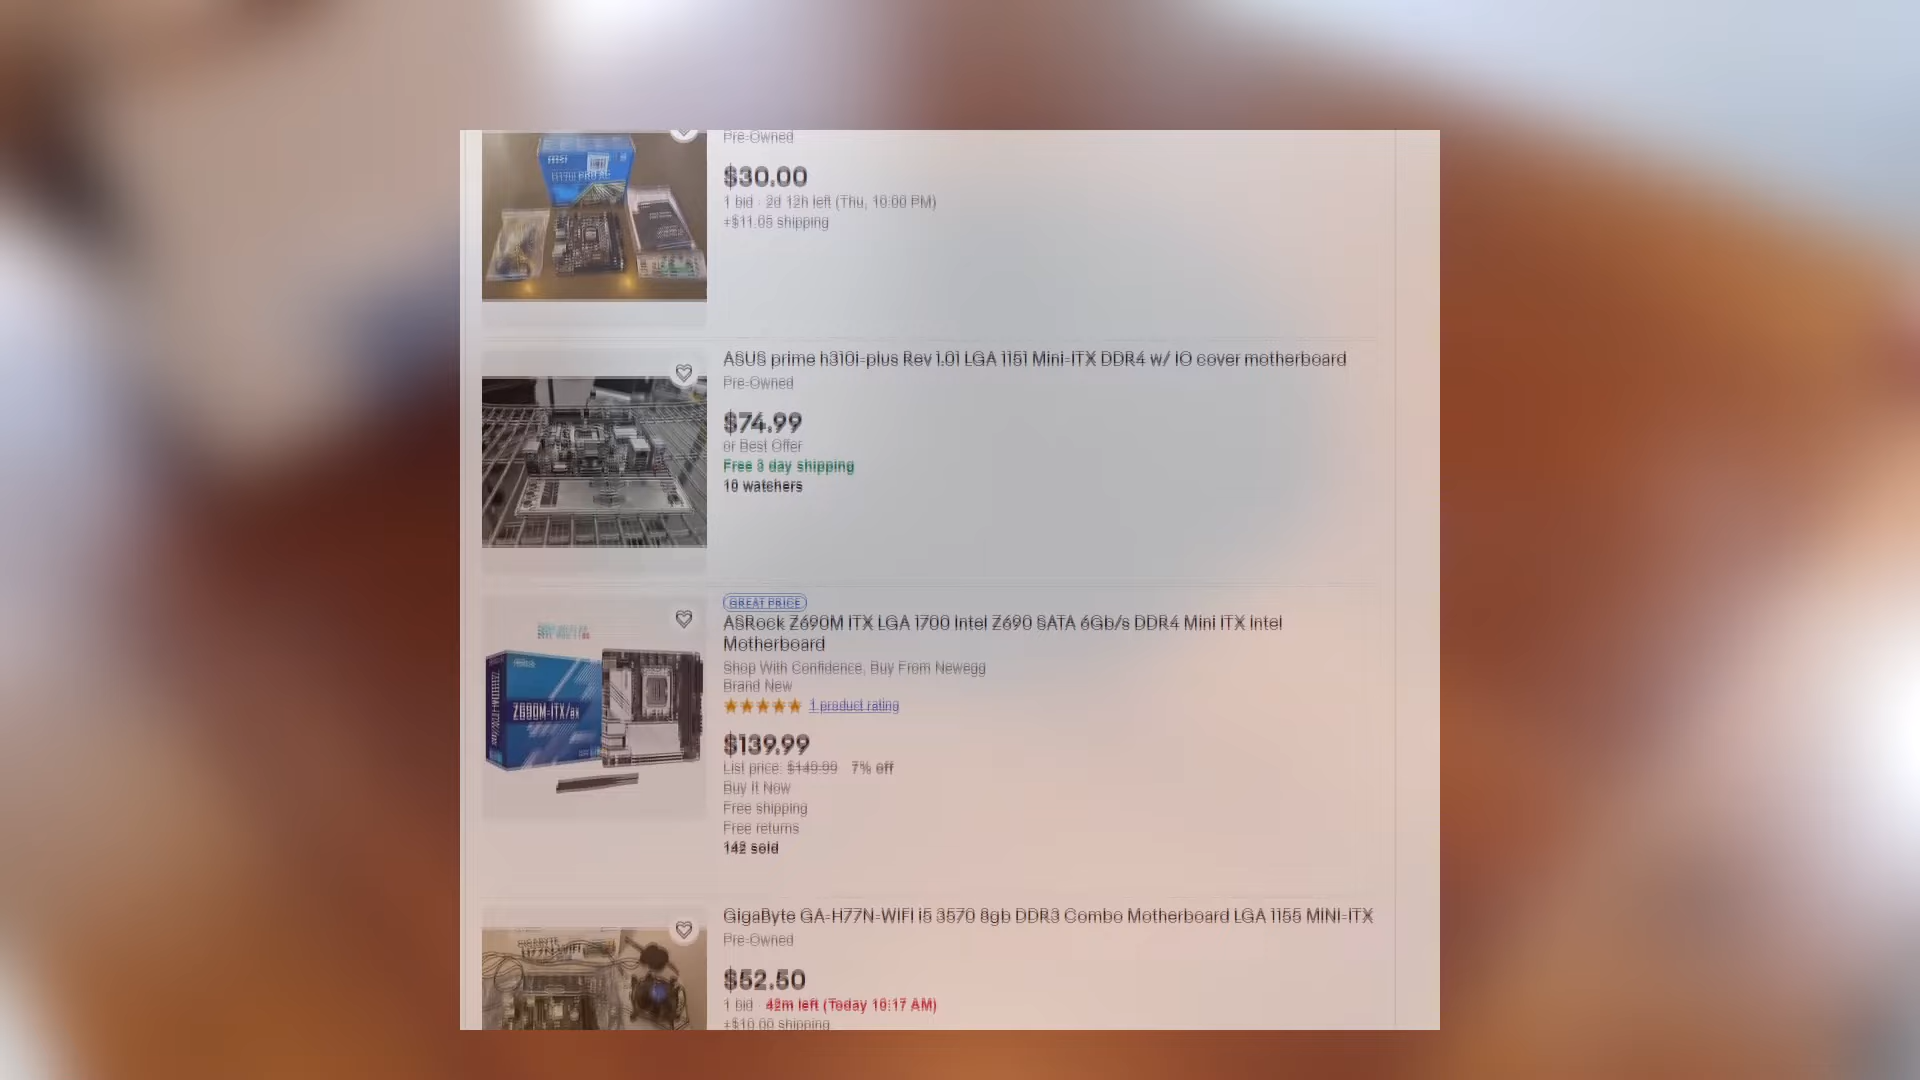 Pre-Owned
$30.00
1 bid · 2d 12h left (Thu, 10:00 PM)
+$11.05 shipping
ASUS prime h310i-plus Rev 1.01 LGA 1151 Mini-ITX DDR4 w/ IO cover motherboard
Pre-Owned
$74.99
or Best Offer
Free 3 day shipping
10 watchers
GREAT PRICE
ASRock Z690M ITX LGA 1700 Intel Z690 SATA 6Gb/s DDR4 Mini ITX Intel
Motherboard
Shop With Confidence, Buy From Newegg
Brand New
1 product rating
Z690M-ITX/ax
$139.99
List price: $149.99 7% off
Buy It Now
Free shipping
Free returns
142 sold
GigaByte GA-H77N-WIFI i5 3570 8gb DDR3 Combo Motherboard LGA 1155 MINI-ITX
Pre-Owned
$52.50
1 bid · 42m left (Today 10:17 AM)
+$10.00 shipping